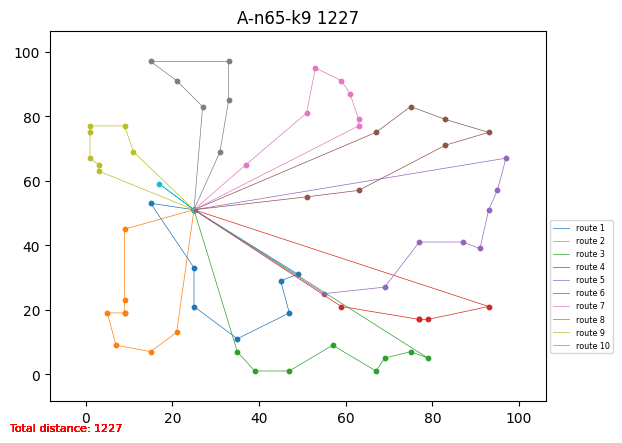 A-n65-k9 1227
100
80
60
40
20
0
0 20 40 60 80 100
route 1
route 2
route 3
route 4
route 5
route 6
route 7
route 8
route 9
route 10
Total distance: 1227